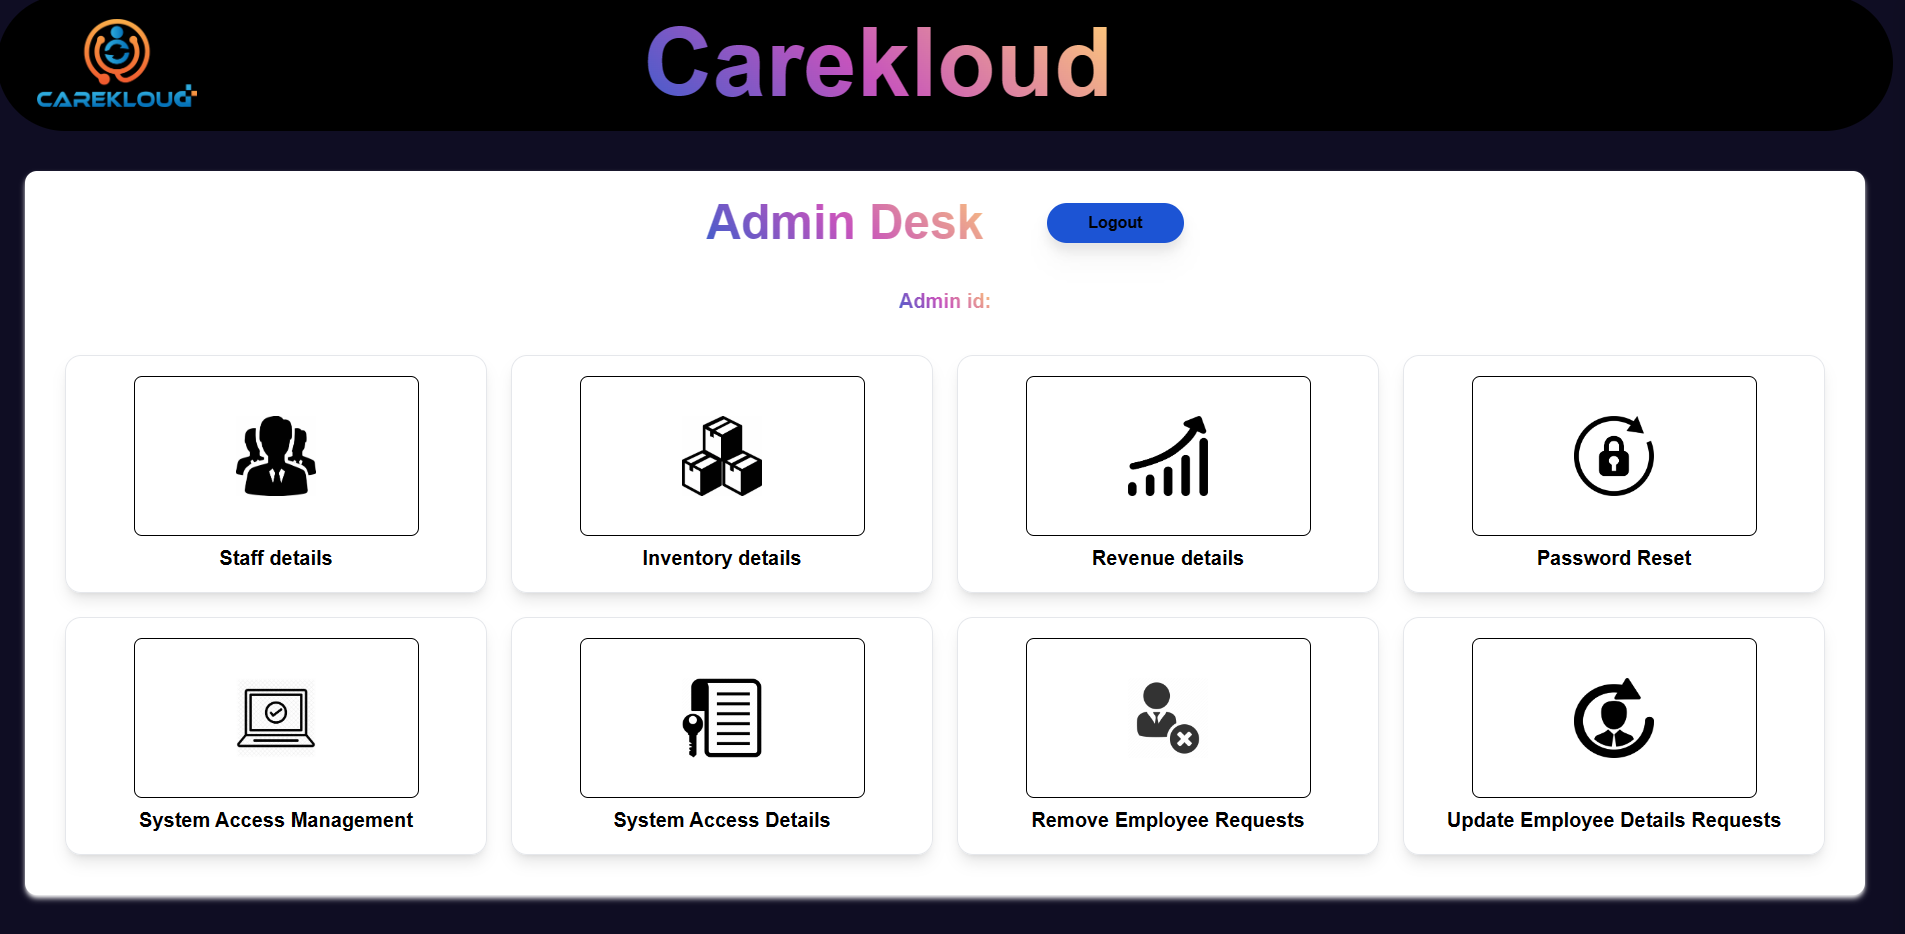 CAREKLOUD
Carekloud
Admin Desk
Logout
Admin id:
Staff details
Inventory details
Revenue details
Password Reset
System Access Management
System Access Details
Remove Employee Requests
Update Employee Details Requests